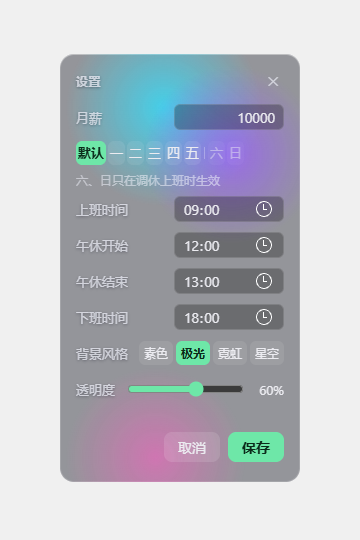 设置
月薪 10000
默认 一 二 三 四 五 六 日
六、日只在调休上班时生效
上班时间 09:00
午休开始 12:00
午休结束 13:00
下班时间 18:00
背景风格 素色 极光 霓虹 星空
透明度 60%
取消 保存